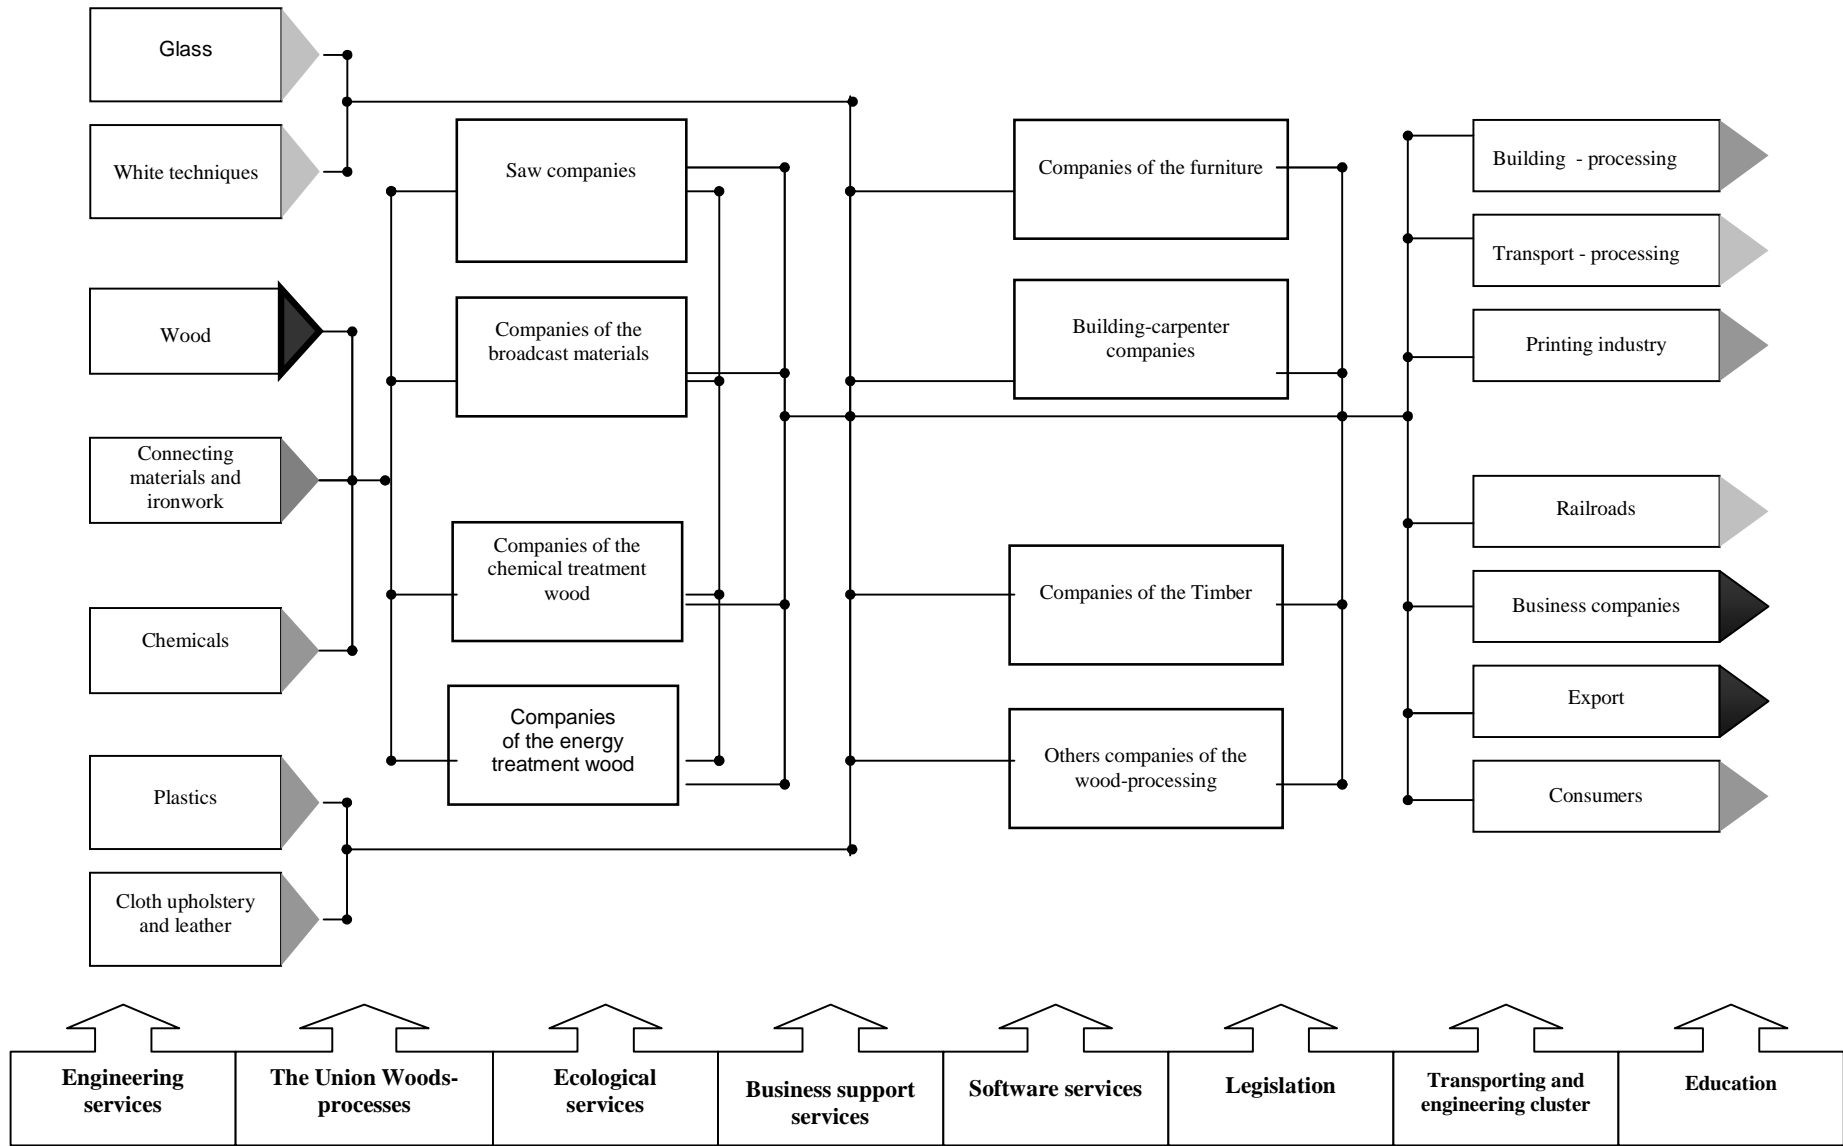 Glass
White techniques
Wood
Connecting
materials and
ironwork
Chemicals
Plastics
Cloth upholstery
and leather
Saw companies
Companies of the
broadcast materials
Companies of the
chemical treatment
wood
Companies
of the energy
treatment wood
Companies of the furniture
Building-carpenter
companies
Companies of the Timber
Others companies of the
wood-processing
Building - processing
Transport - processing
Printing industry
Railroads
Business companies
Export
Consumers
Engineering
services
The Union Woods-
processes
Ecological
services
Business support
services
Software services
Legislation
Transporting and
engineering cluster
Education